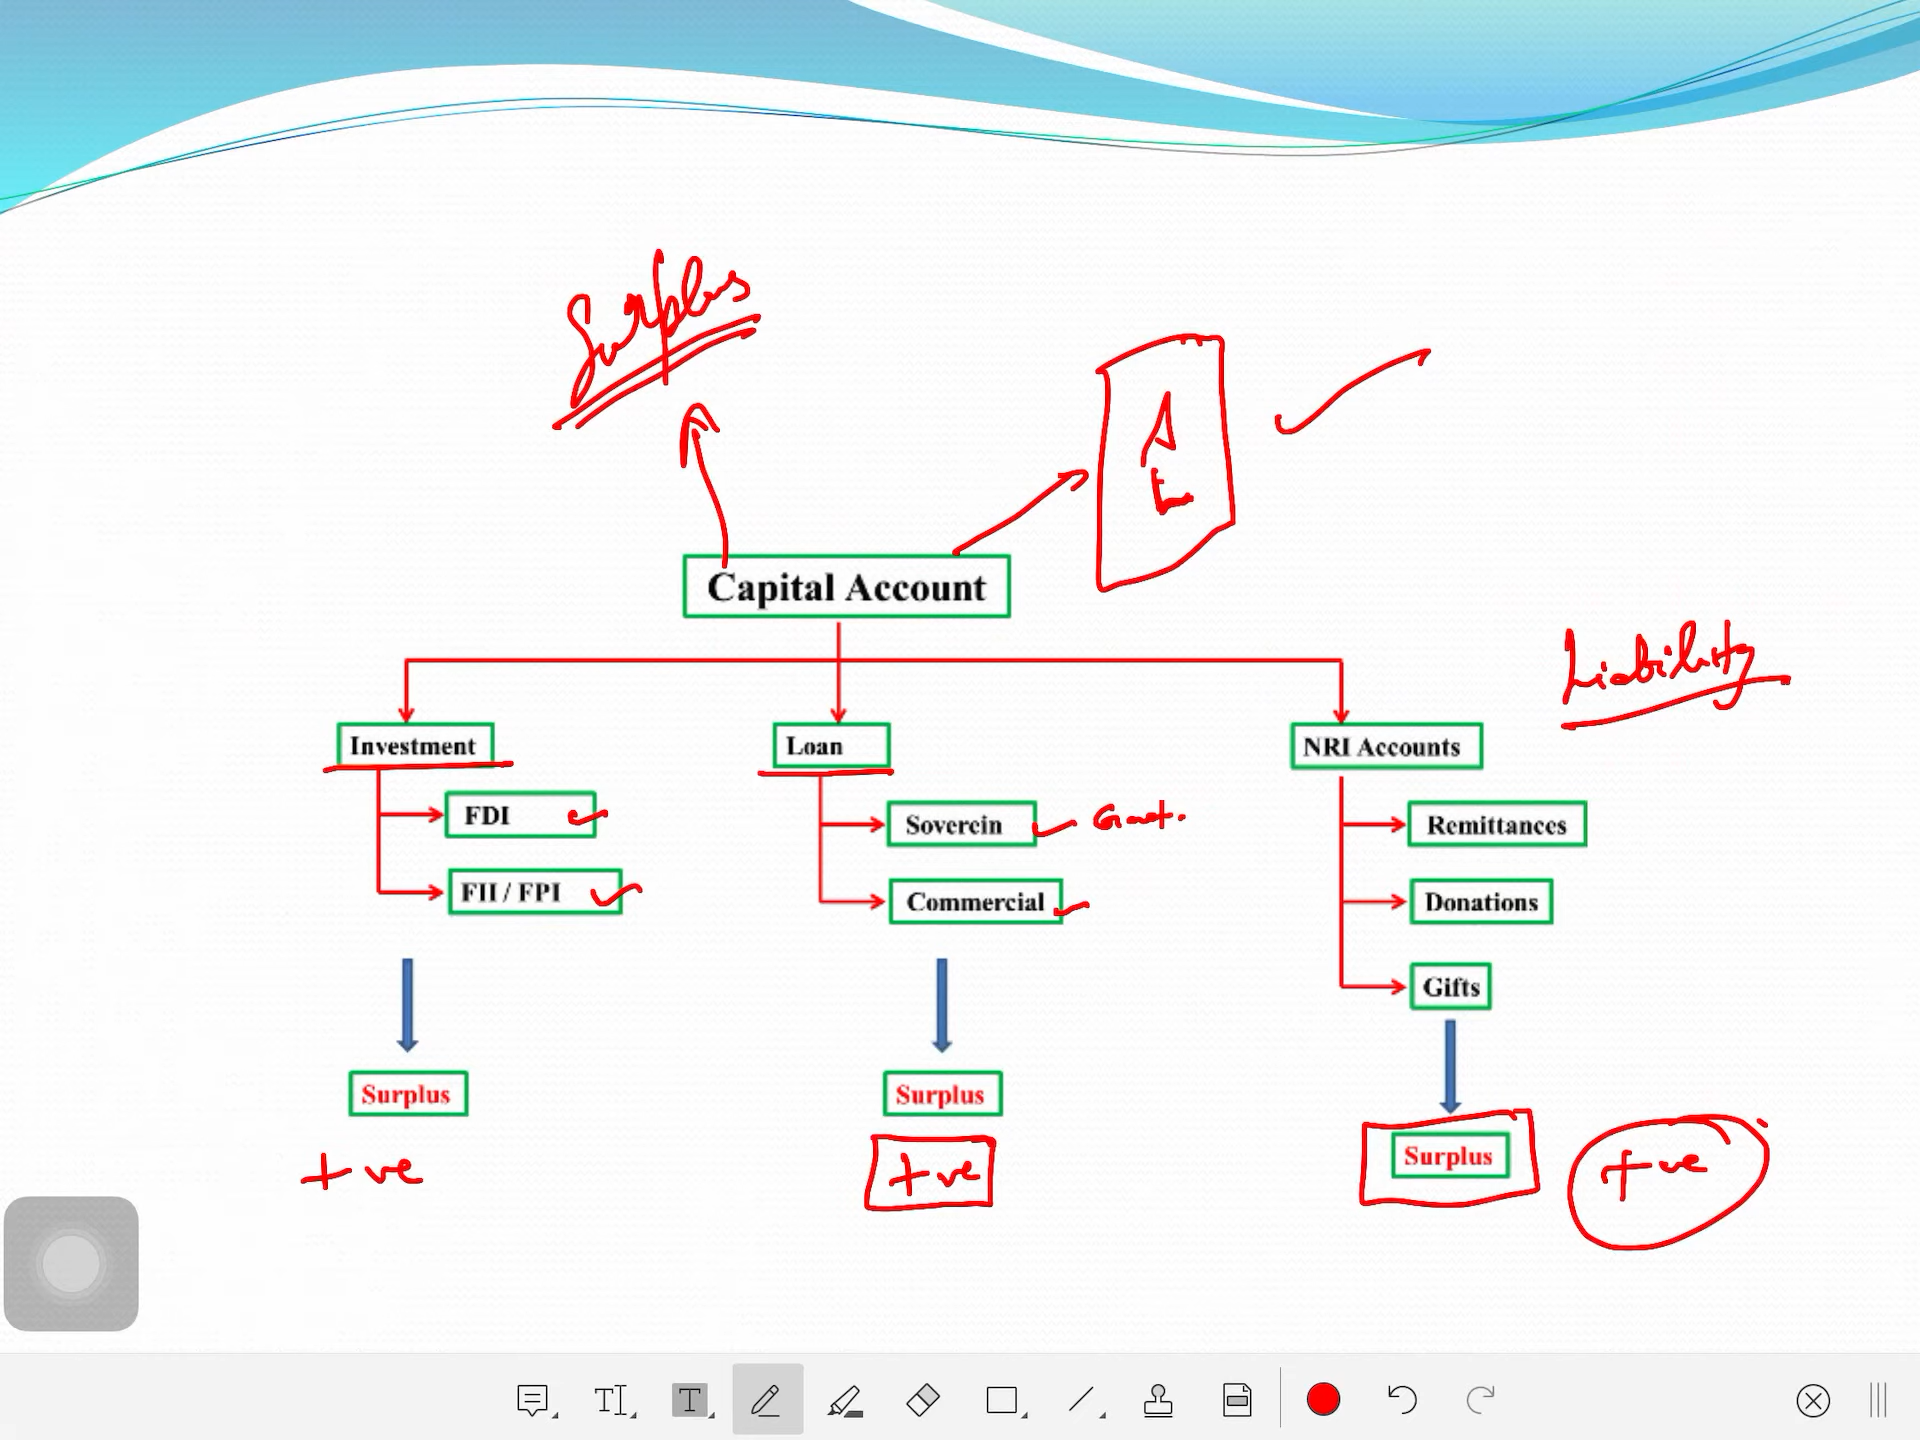 Surplus
A
L
Capital Account
Liability
Investment
Loan
NRI Accounts
FDI
Soverein
Govt.
Remittances
FII / FPI
Commercial
Donations
Gifts
Surplus
Surplus
Surplus
+ve
+ve
+ve
T
T